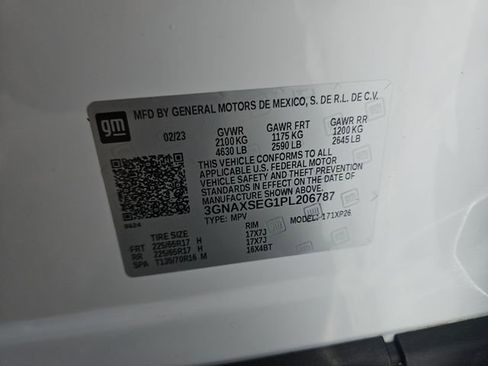 gm
MFD BY GENERAL MOTORS DE MEXICO, S. DE R.L. DE C.V.
02/23 GVWR GAWR FRT GAWR RR
2100 KG 1175 KG 1200 KG
4630 LB 2590 LB 2645 LB
THIS VEHICLE CONFORMS TO ALL
APPLICABLE U.S. FEDERAL MOTOR
VEHICLE SAFETY AND THEFT
PREVENTION STANDARDS IN
EFFECT ON THE DATE OF
MANUFACTURE SHOWN ABOVE.
3GNAXSEG1PL206787
TYPE: MPV MODEL: 1XP26
TIRE SIZE RIM
FRT 225/65R17 H 17X7J
RR 225/65R17 H 17X7J
SPA T135/70R16 M 16X4BT